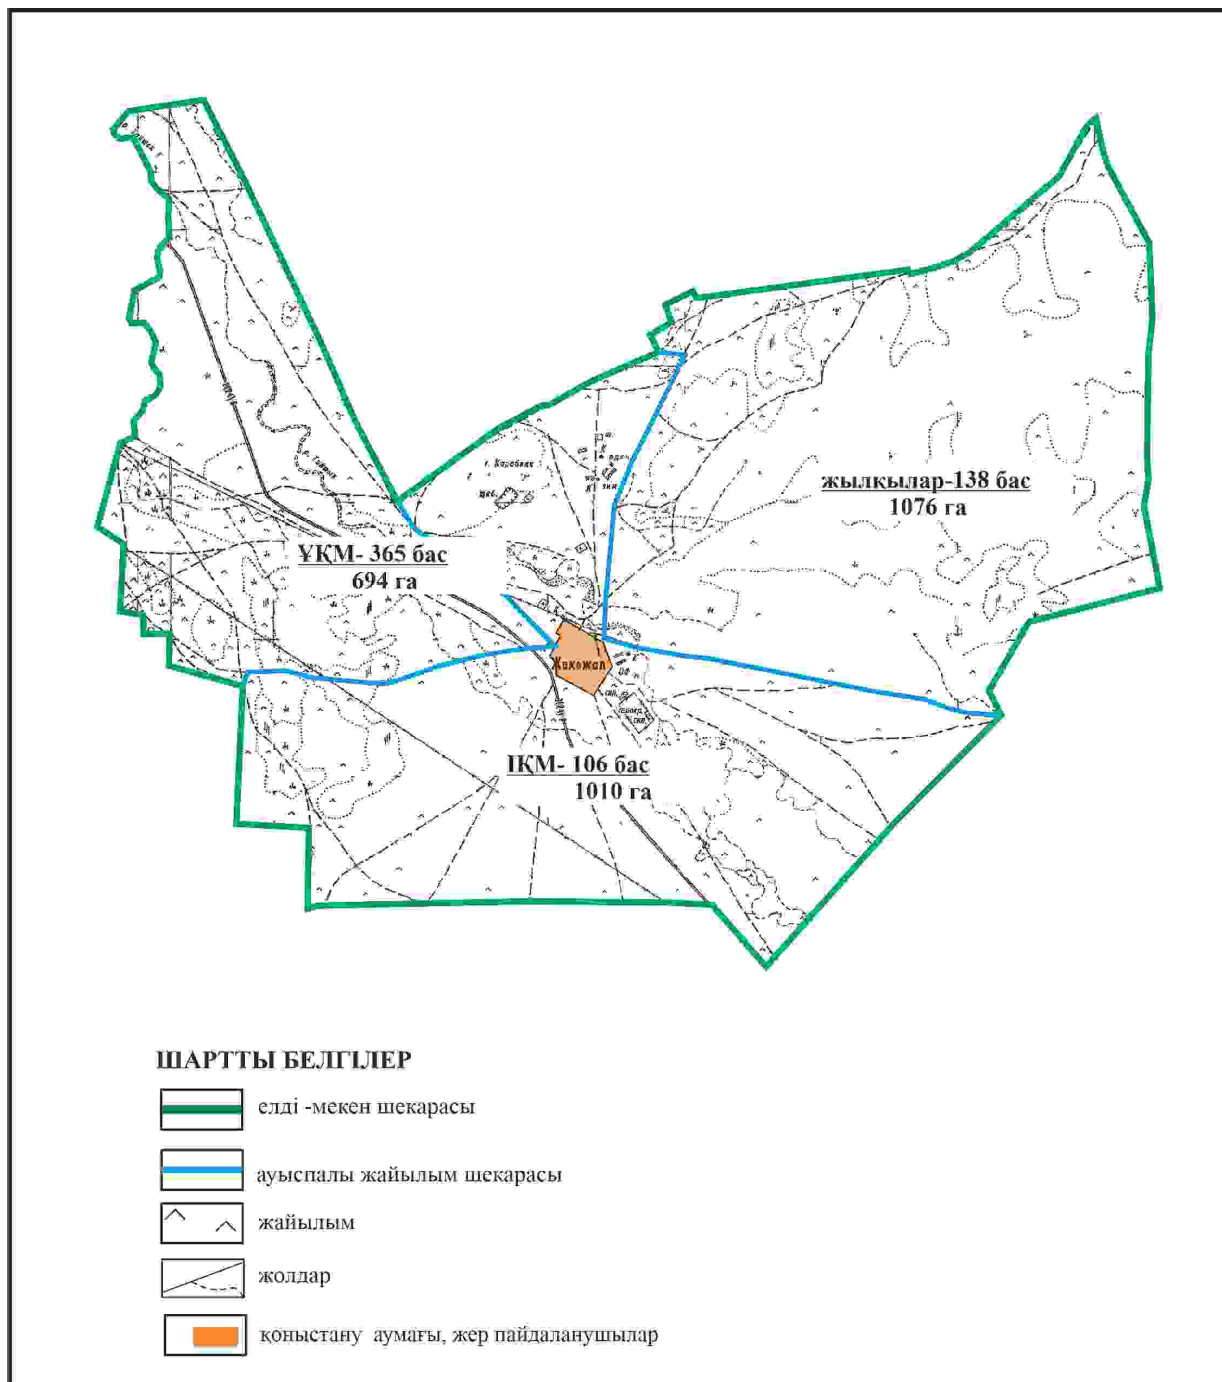 г. Карабиік
ҰҚМ- 365 бас
694 га
жылқылар-138 бас
1076 га
ІҚМ- 106 бас
1010 га
ШАРТТЫ БЕЛГІЛЕР
елді -мекен шекарасы
ауыспалы жайылым шекарасы
жайылым
жолдар
қоныстану аумағы, жер пайдаланушылар